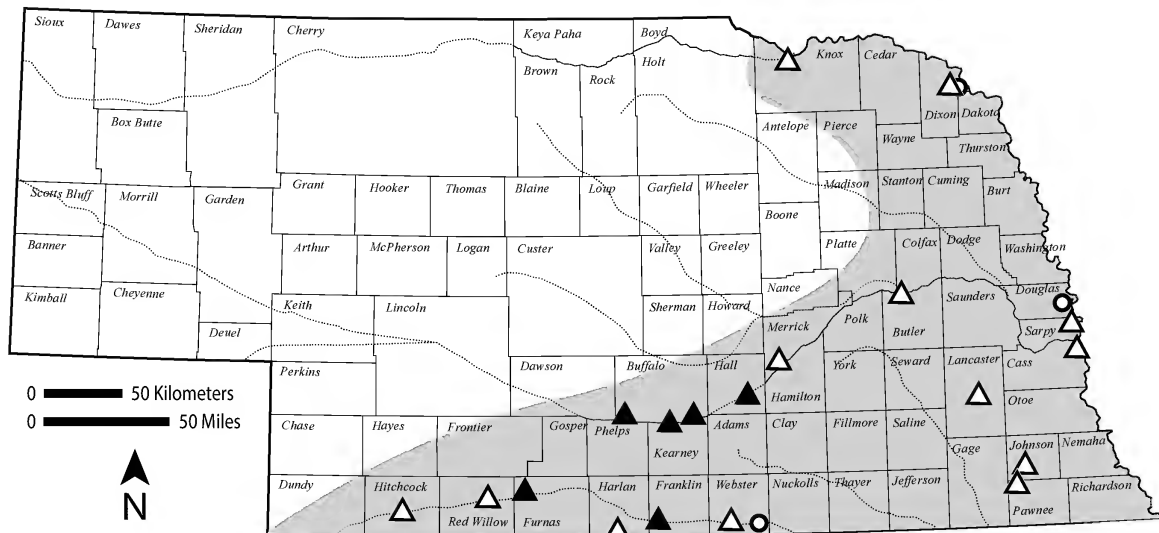 Sioux
Dawes
Sheridan
Cherry
Keya Paha
Boyd
Knox
Cedar
Brown
Rock
Holt
Dixon
Dakota
Box Butte
Antelope
Pierce
Wayne
Thurston
Scotts Bluff
Morrill
Garden
Grant
Hooker
Thomas
Blaine
Loup
Garfield
Wheeler
Madison
Stanton
Cuming
Burt
Boone
Banner
Arthur
McPherson
Logan
Custer
Valley
Greeley
Platte
Colfax
Dodge
Washington
Kimball
Cheyenne
Keith
Lincoln
Sherman
Howard
Nance
Saunders
Douglas
Deuel
Merrick
Polk
Butler
Sarpy
Perkins
Dawson
Buffalo
Hall
York
Seward
Lancaster
Cass
0 50 Kilometers
Hamilton
Otoe
0 50 Miles
Chase
Hayes
Frontier
Gosper
Phelps
Adams
Clay
Fillmore
Saline
Gage
Johnson
Nemaha
Kearney
N
Dundy
Hitchcock
Harlan
Franklin
Webster
Nuckolls
Thayer
Jefferson
Richardson
Red Willow
Furnas
Pawnee